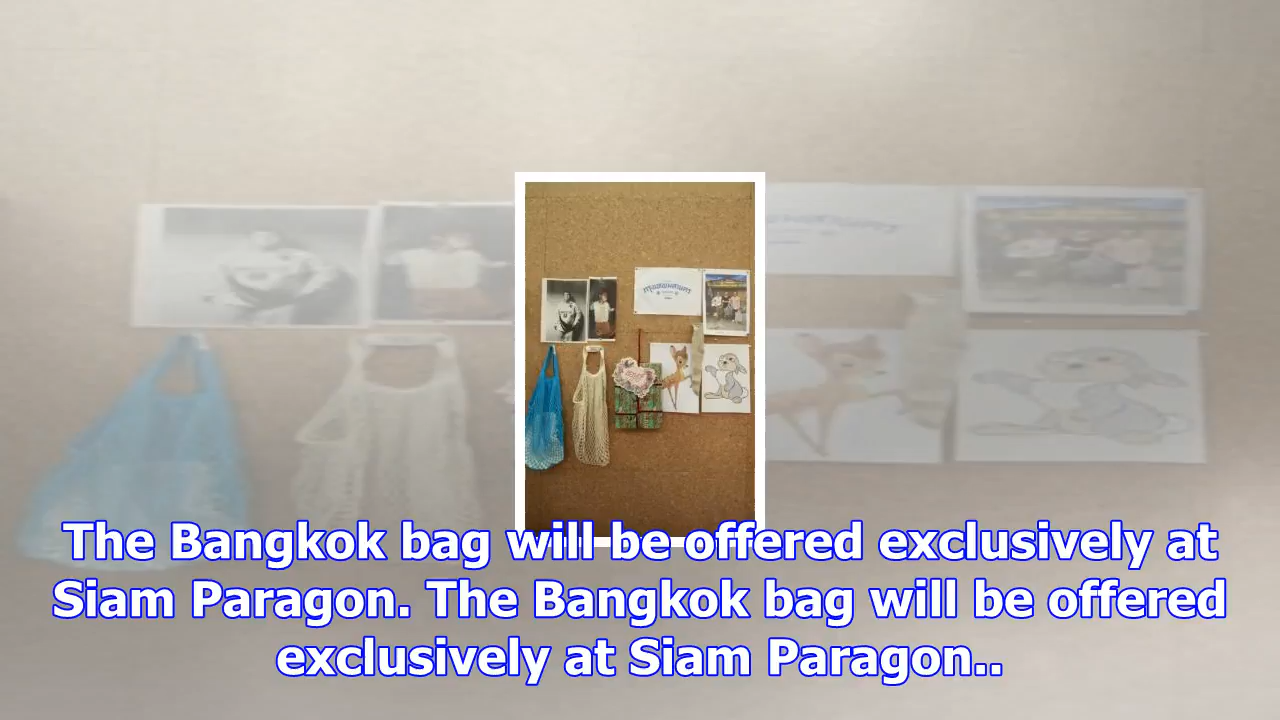 The Bangkok bag will be offered exclusively at
Siam Paragon. The Bangkok bag will be offered
exclusively at Siam Paragon..